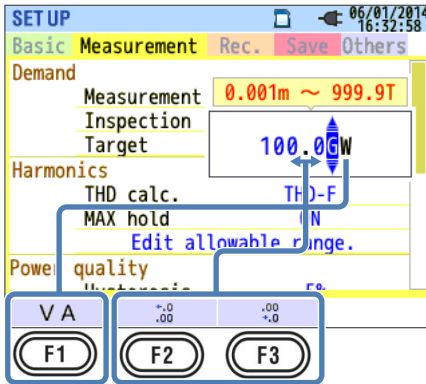 SET UP 06/01/2014
16:32:58
Basic Measurement Rec. Save Others
Demand
Measurement 0.001m ~ 999.9T
Inspection
Target 100.0GW
Harmonics
THD calc. THD-F
MAX hold ON
Edit allowable range.
Power quality
Hysteresis 5%
VA ←.0 .00 .00 →.0
F1 F2 F3